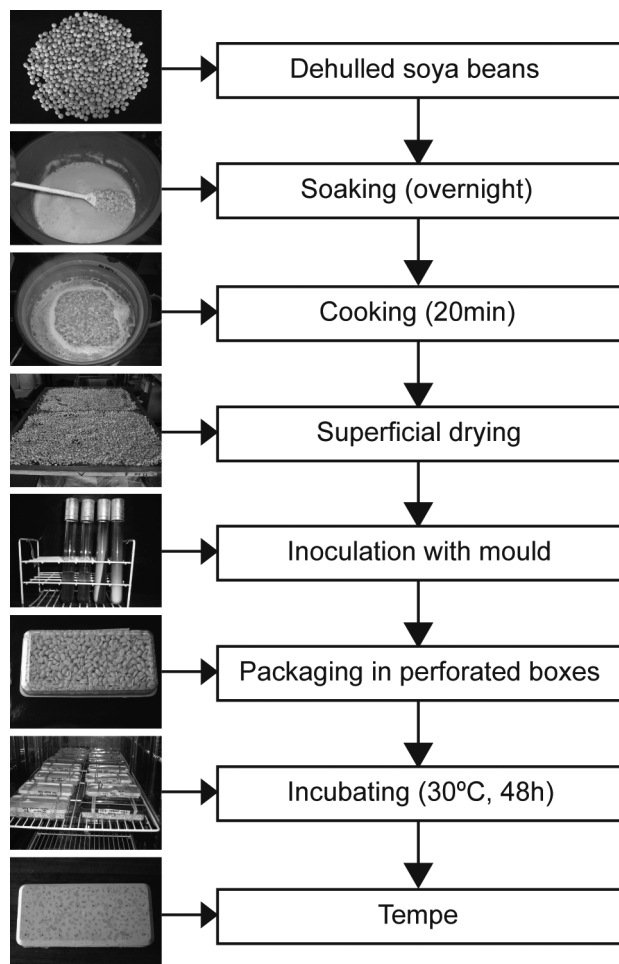 Dehulled soya beans
Soaking (overnight)
Cooking (20min)
Superficial drying
Inoculation with mould
Packaging in perforated boxes
Incubating (30ºC, 48h)
Tempe